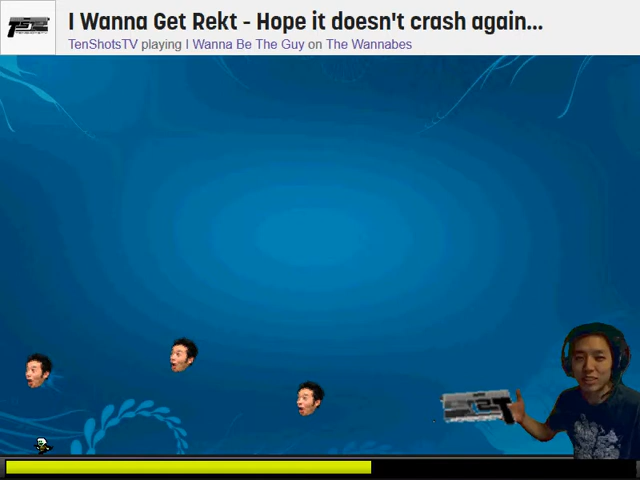 I Wanna Get Rekt - Hope it doesn't crash again...
TenShotsTV playing I Wanna Be The Guy on The Wannabes